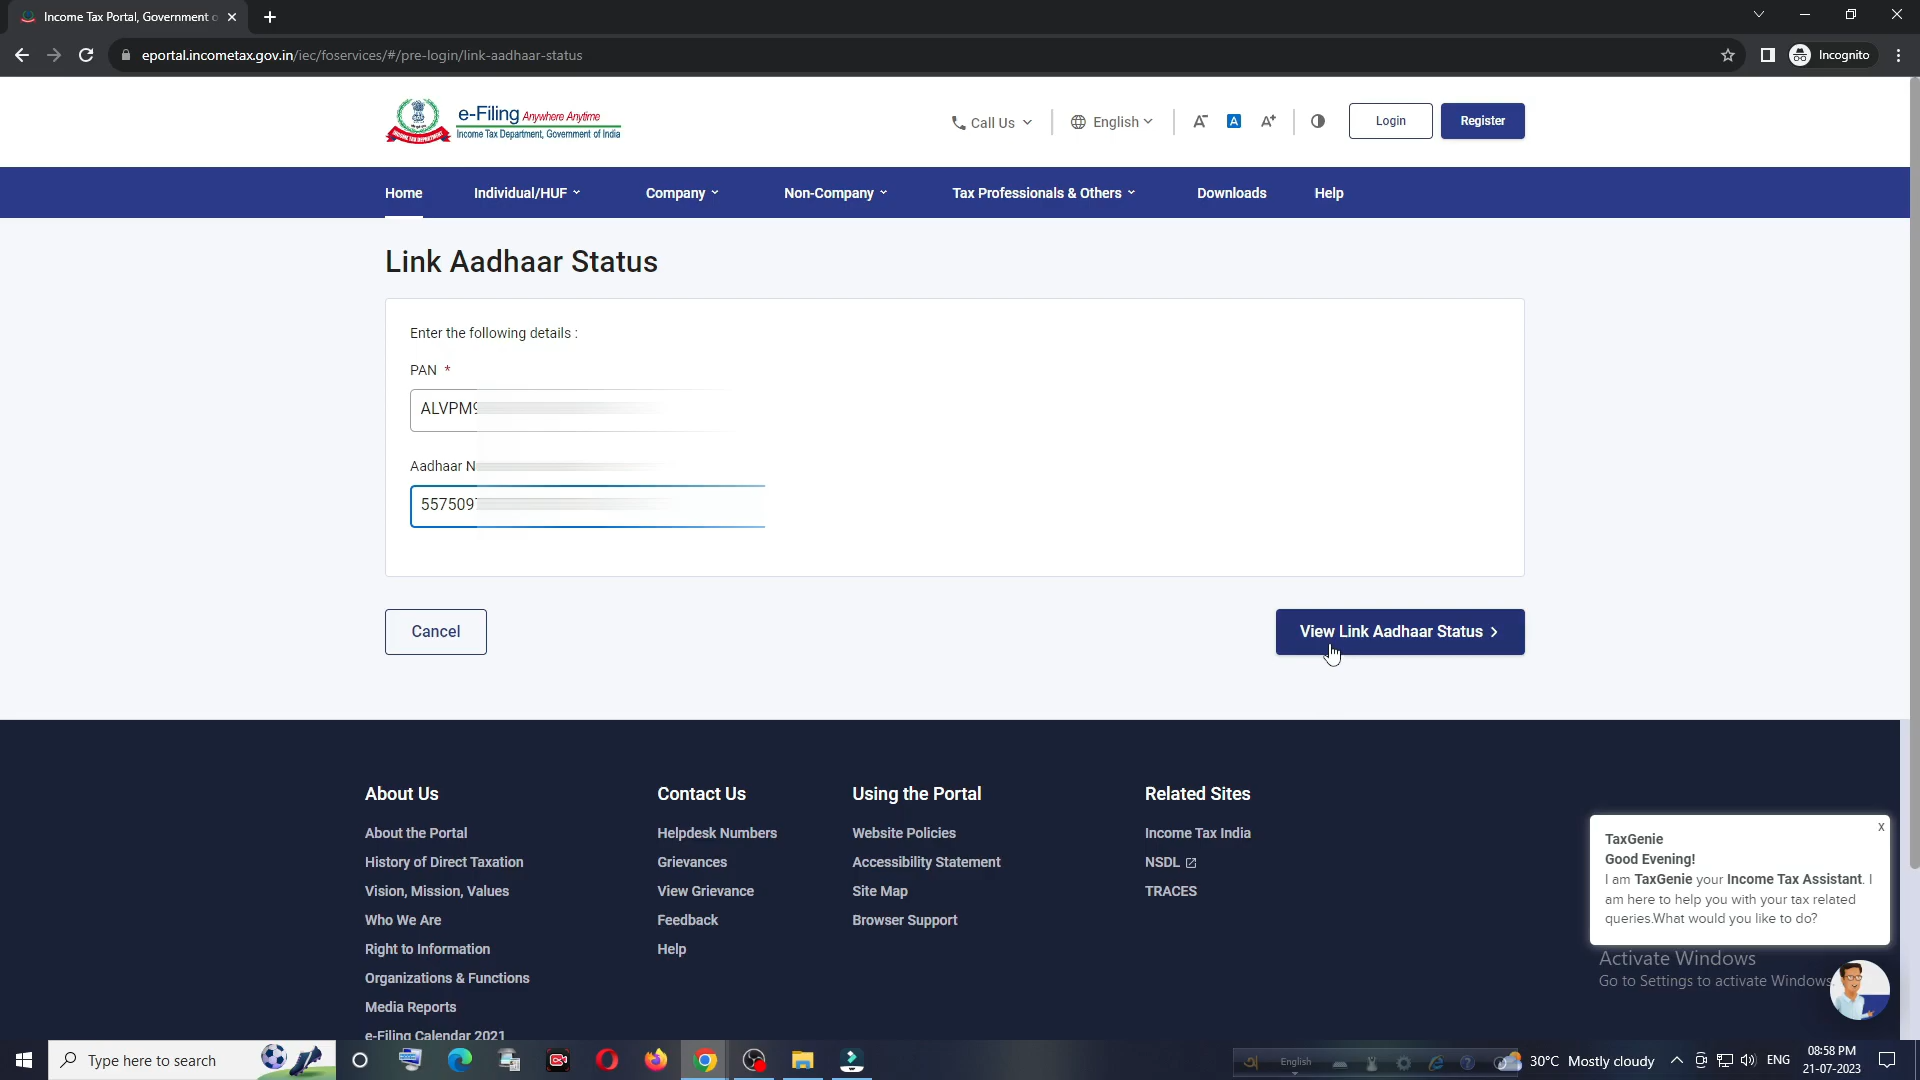 Income Tax Portal, Government o
eportal.incometax.gov.in/iec/foservices/#/pre-login/link-aadhaar-status
Incognito
e-Filing Anywhere Anytime
Income Tax Department, Government of India
Call Us
English
A-
A
A+
Login
Register
Home
Individual/HUF
Company
Non-Company
Tax Professionals & Others
Downloads
Help
Link Aadhaar Status
Enter the following details :
PAN *
ALVPM9
Aadhaar N
557509
Cancel
View Link Aadhaar Status >
About Us
About the Portal
History of Direct Taxation
Vision, Mission, Values
Who We Are
Right to Information
Organizations & Functions
Media Reports
e-Filing Calendar 2021
Contact Us
Helpdesk Numbers
Grievances
View Grievance
Feedback
Help
Using the Portal
Website Policies
Accessibility Statement
Site Map
Browser Support
Related Sites
Income Tax India
NSDL
TRACES
x
TaxGenie
Good Evening!
I am TaxGenie your Income Tax Assistant. I
am here to help you with your tax related
queries.What would you like to do?
Activate Windows
Go to Settings to activate Windows
Type here to search
English
30°C Mostly cloudy
ENG
08:58 PM
21-07-2023